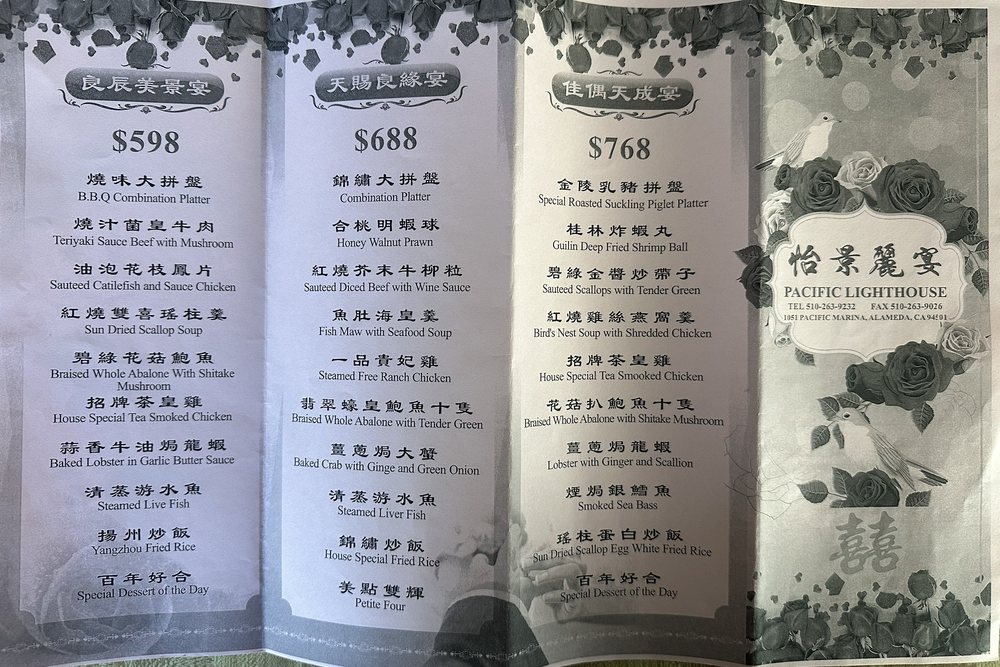 良辰美景宴
$598
燒味大拼盤
B.B.Q Combination Platter
燒汁菌皇牛肉
Teriyaki Sauce Beef with Mushroom
油泡花枝鳳片
Sauteed Catilefish and Sauce Chicken
紅燒雙喜瑤柱羹
Sun Dried Scallop Soup
碧綠花菇鮑魚
Braised Whole Abalone With Shitake
Mushroom
招牌茶皇雞
House Special Tea Smoked Chicken
蒜香牛油焗龍蝦
Baked Lobster in Garlic Butter Sauce
清蒸游水魚
Steamed Live Fish
揚州炒飯
Yangzhou Fried Rice
百年好合
Special Dessert of the Day
天賜良緣宴
$688
錦繡大拼盤
Combination Platter
合桃明蝦球
Honey Walnut Prawn
紅燒芥末牛柳粒
Sauteed Diced Beef with Wine Sauce
魚肚海皇羹
Fish Maw with Seafood Soup
一品貴妃雞
Steamed Free Ranch Chicken
翡翠蠔皇鮑魚十隻
Braised Whole Abalone with Tender Green
薑蔥焗大蟹
Baked Crab with Ginge and Green Onion
清蒸游水魚
Steamed Liver Fish
錦繡炒飯
House Special Fried Rice
美點雙輝
Petite Four
佳偶天成宴
$768
金陵乳豬拼盤
Special Roasted Suckling Piglet Platter
桂林炸蝦丸
Guilin Deep Fried Shrimp Ball
碧綠金醬炒帶子
Sauteed Scallops with Tender Green
紅燒雞絲燕窩羹
Bird's Nest Soup with Shredded Chicken
招牌茶皇雞
House Special Tea Smooked Chicken
花菇扒鮑魚十隻
Braised Whole Abalone with Shitake Mushroom
薑蔥焗龍蝦
Lobster with Ginger and Scallion
煙焗銀鱈魚
Smoked Sea Bass
瑤柱蛋白炒飯
Sun Dried Scallop Egg White Fried Rice
百年好合
Special Dessert of the Day
怡景麗宴
PACIFIC LIGHTHOUSE
TEL 510-263-9232 FAX 510-263-9026
1051 PACIFIC MARINA, ALAMEDA, CA 94501
囍